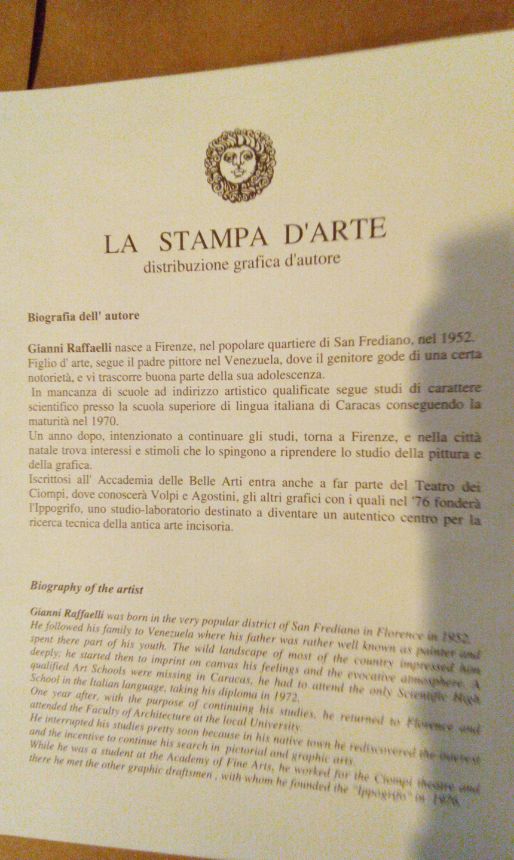 LA STAMPA D'ARTE
distribuzione grafica d'autore
Biografia dell' autore
Gianni Raffaelli nasce a Firenze, nel popolare quartiere di San Frediano, nel 1952.
Figlio d' arte, segue il padre pittore nel Venezuela, dove il genitore gode di una certa
notorietà, e vi trascorre buona parte della sua adolescenza.
In mancanza di scuole ad indirizzo artistico qualificate segue studi di carattere
scientifico presso la scuola superiore di lingua italiana di Caracas conseguendo la
maturità nel 1970.
Un anno dopo, intenzionato a continuare gli studi, torna a Firenze, e nella città
natale trova interessi e stimoli che lo spingono a riprendere lo studio della pittura e
della grafica.
Iscrittosi all' Accademia delle Belle Arti entra anche a far parte del Teatro dei
Ciompi, dove conoscerà Volpi e Agostini, gli altri grafici con i quali nel '76 fonderà
l'Ippogrifo, uno studio-laboratorio destinato a diventare un autentico centro per la
ricerca tecnica della antica arte incisoria.
Biography of the artist
Gianni Raffaelli was born in the very popular district of San Frediano in Florence in 1952.
He followed his family to Venezuela where his father was rather well known as painter and
spent there part of his youth. The wild landscape of most of the country impressed him
deeply; he started then to imprint on canvas his feelings and the evocative atmosphere. A
qualified Art Schools were missing in Caracas, he had to attend the only Scientific High
School in the Italian language, taking his diploma in 1972.
One year after, with the purpose of continuing his studies, he returned to Florence and
attended the Faculty of Architecture at the local University.
He interrupted his studies pretty soon because in his native town he rediscovered the interest
and the incentive to continue his search in pictorial and graphic arts.
While he was a student at the Academy of Fine Arts, he worked for the Ciompi theatre and
there he met the other graphic draftsmen , with whom he founded the "Ippogrifo" in 1976.